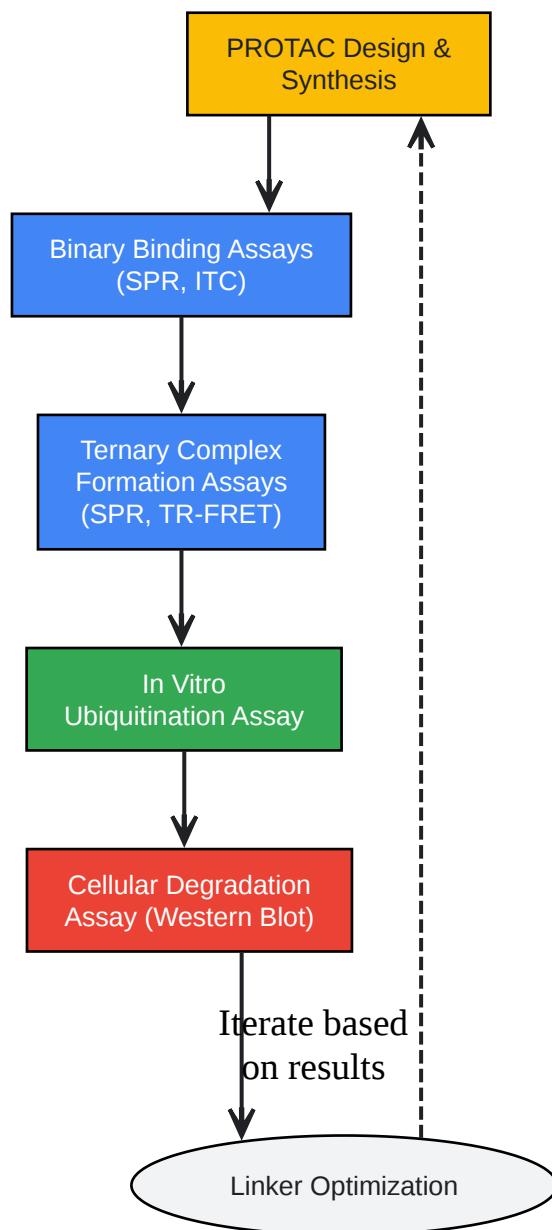 PROTAC Design &
Synthesis
Binary Binding Assays
(SPR, ITC)
Ternary Complex
Formation Assays
(SPR, TR-FRET)
In Vitro
Ubiquitination Assay
Cellular Degradation
Assay (Western Blot)
Iterate based
on results
Linker Optimization